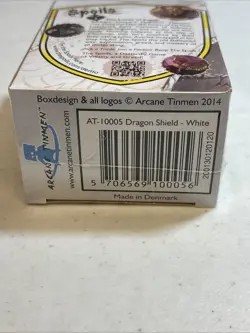 Spoils
Boxdesign & all logos © Arcane Tinmen 2014
AT-10005 Dragon Shield - White
5 706569 100056
Made in Denmark
ARCANE TINMEN
www.arcanetinmen.com
200130120120